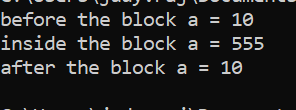 before the block a = 10
inside the block a = 555
after the block a = 10